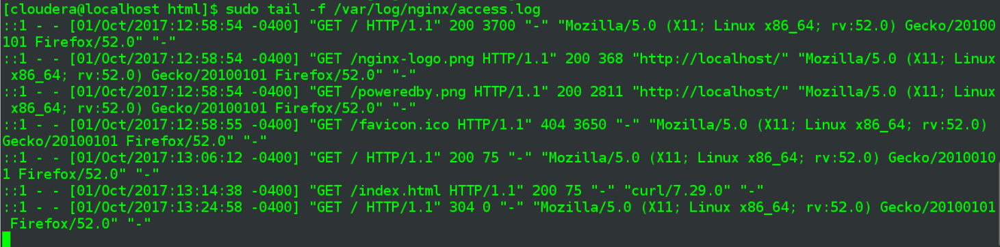 [cloudera@localhost html]$ sudo tail -f /var/log/nginx/access.log
::1 - - [01/Oct/2017:12:58:54 -0400] "GET / HTTP/1.1" 200 3700 "-" "Mozilla/5.0 (X11; Linux x86_64; rv:52.0) Gecko/20100
101 Firefox/52.0" "-"
::1 - - [01/Oct/2017:12:58:54 -0400] "GET /nginx-logo.png HTTP/1.1" 200 368 "http://localhost/" "Mozilla/5.0 (X11; Linux
 x86_64; rv:52.0) Gecko/20100101 Firefox/52.0" "-"
::1 - - [01/Oct/2017:12:58:54 -0400] "GET /poweredby.png HTTP/1.1" 200 2811 "http://localhost/" "Mozilla/5.0 (X11; Linux
 x86_64; rv:52.0) Gecko/20100101 Firefox/52.0" "-"
::1 - - [01/Oct/2017:12:58:55 -0400] "GET /favicon.ico HTTP/1.1" 404 3650 "-" "Mozilla/5.0 (X11; Linux x86_64; rv:52.0)
Gecko/20100101 Firefox/52.0" "-"
::1 - - [01/Oct/2017:13:06:12 -0400] "GET / HTTP/1.1" 200 75 "-" "Mozilla/5.0 (X11; Linux x86_64; rv:52.0) Gecko/2010010
1 Firefox/52.0" "-"
::1 - - [01/Oct/2017:13:14:38 -0400] "GET /index.html HTTP/1.1" 200 75 "-" "curl/7.29.0" "-"
::1 - - [01/Oct/2017:13:24:58 -0400] "GET / HTTP/1.1" 304 0 "-" "Mozilla/5.0 (X11; Linux x86_64; rv:52.0) Gecko/20100101
 Firefox/52.0" "-"